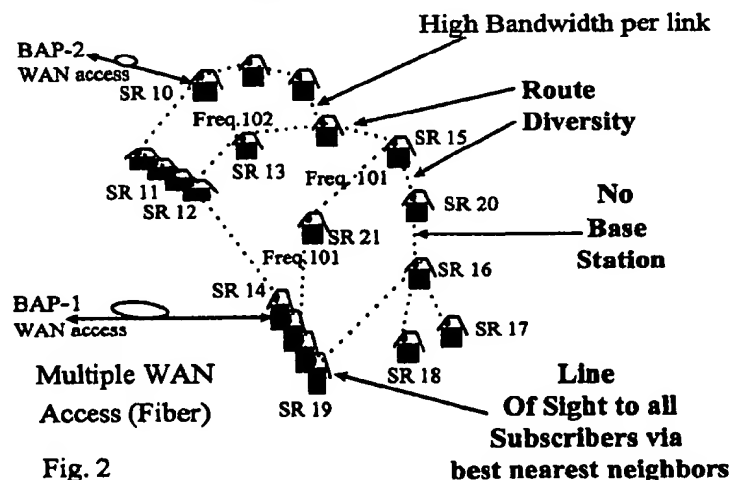 High Bandwidth per link
BAP-2
WAN access
SR 10
Route
Diversity
Freq.102
SR 13
SR 15
Freq. 101
SR 11
SR 12
No
Base
Station
SR 20
SR 21
Freq.101
SR 16
SR 14
BAP-1
WAN access
SR 17
SR 18
Multiple WAN
Access (Fiber)
SR 19
Line
Of Sight to all
Subscribers via
best nearest neighbors
Fig. 2